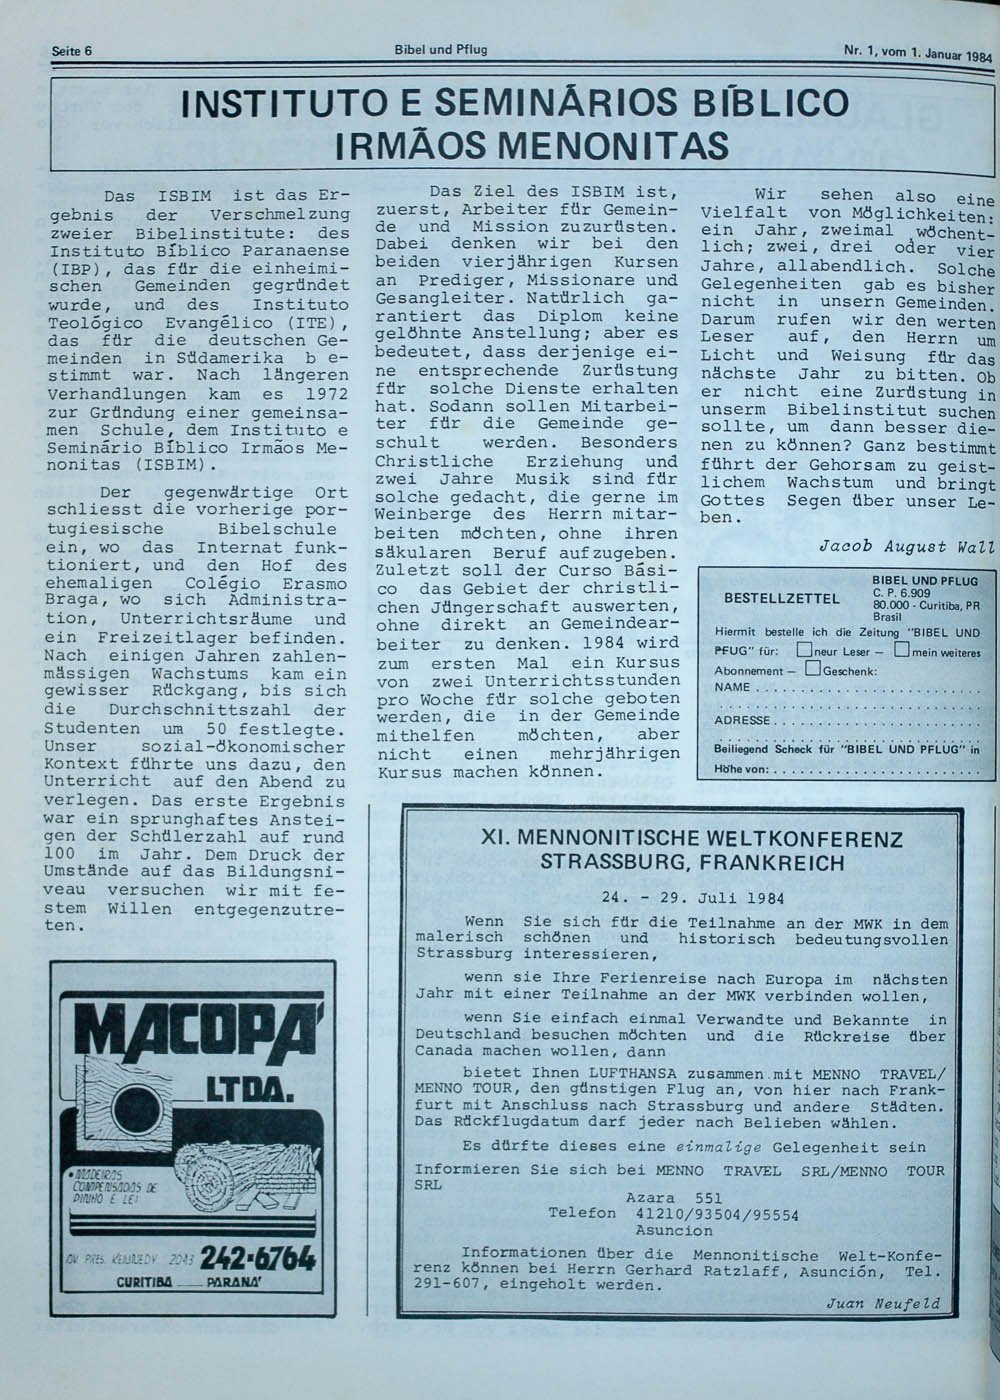 Seite 6
Bibel und Pflug
Nr. 1, vom 1. Januar 1984
INSTITUTO E SEMINÁRIOS BÍBLICO
IRMÃOS MENONITAS
Das ISBIM ist das Er-
gebnis der Verschmelzung
zweier Bibelinstitute: des
Instituto Bíblico Paranaense
(IBP), das für die einheimi-
schen Gemeinden gegründet
wurde, und des Instituto
Teológico Evangélico (ITE),
das für die deutschen Ge-
meinden in Südamerika b e-
stimmt war. Nach längeren
Verhandlungen kam es 1972
zur Gründung einer gemeinsa-
men Schule, dem Instituto e
Seminário Bíblico Irmãos Me-
nonitas (ISBIM).
Der gegenwärtige Ort
schliesst die vorherige por-
tugiesische Bibelschule
ein, wo das Internat funk-
tioniert, und den Hof des
ehemaligen Colégio Erasmo
Braga, wo sich Administra-
tion, Unterrichtsräume und
ein Freizeitlager befinden.
Nach einigen Jahren zahlen-
mässigen Wachstums kam ein
gewisser Rückgang, bis sich
die Durchschnittszahl der
Studenten um 50 festlegte.
Unser sozial-ökonomischer
Kontext führte uns dazu, den
Unterricht auf den Abend zu
verlegen. Das erste Ergebnis
war ein sprunghaftes Anstei-
gen der Schülerzahl auf rund
100 im Jahr. Dem Druck der
Umstände auf das Bildungsni-
veau versuchen wir mit fe-
stem Willen entgegenzutre-
ten.
Das Ziel des ISBIM ist,
zuerst, Arbeiter für Gemein-
de und Mission zuzurüsten.
Dabei denken wir bei den
beiden vierjährigen Kursen
an Prediger, Missionare und
Gesangleiter. Natürlich ga-
rantiert das Diplom keine
gelöhnte Anstellung; aber es
bedeutet, dass derjenige ei-
ne entsprechende Zurüstung
für solche Dienste erhalten
hat. Sodann sollen Mitarbei-
ter für die Gemeinde ge-
schult werden. Besonders
Christliche Erziehung und
zwei Jahre Musik sind für
solche gedacht, die gerne im
Weinberge des Herrn mitar-
beiten möchten, ohne ihren
säkularen Beruf aufzugeben.
Zuletzt soll der Curso Bási-
co das Gebiet der christli-
chen Jüngerschaft auswerten,
ohne direkt an Gemeindear-
beiter zu denken. 1984 wird
zum ersten Mal ein Kursus
von zwei Unterrichtsstunden
pro Woche für solche geboten
werden, die in der Gemeinde
mithelfen möchten, aber
nicht einen mehrjährigen
Kursus machen können.
Wir sehen also eine
Vielfalt von Möglichkeiten:
ein Jahr, zweimal wöchent-
lich; zwei, drei oder vier
Jahre, allabendlich. Solche
Gelegenheiten gab es bisher
nicht in unsern Gemeinden.
Darum rufen wir den werten
Leser auf, den Herrn um
Licht und Weisung für das
nächste Jahr zu bitten. Ob
er nicht eine Zurüstung in
unserm Bibelinstitut suchen
sollte, um dann besser die-
nen zu können? Ganz bestimmt
führt der Gehorsam zu geist-
lichem Wachstum und bringt
Gottes Segen über unser Le-
ben.
Jacob August Wall
BESTELLZETTEL
BIBEL UND PFLUG
C. P. 6.909
80.000 - Curitiba, PR
Brasil
Hiermit bestelle ich die Zeitung "BIBEL UND
PFUG" für: neur Leser — mein weiteres
Abonnement — Geschenk:
NAME
ADRESSE
Beiliegend Scheck für "BIBEL UND PFLUG" in
Höhe von:
MACOPA'
LTDA.
• MADEIRAS
COMPENSADAS DE
PINHO E LEI
AV. PRES. KENNEDY 2043 242-6764
CURITIBA — PARANA'
XI. MENNONITISCHE WELTKONFERENZ
STRASSBURG, FRANKREICH
24. - 29. Juli 1984
Wenn Sie sich für die Teilnahme an der MWK in dem
malerisch schönen und historisch bedeutungsvollen
Strassburg interessieren,
wenn sie Ihre Ferienreise nach Europa im nächsten
Jahr mit einer Teilnahme an der MWK verbinden wollen,
wenn Sie einfach einmal Verwandte und Bekannte in
Deutschland besuchen möchten und die Rückreise über
Canada machen wollen, dann
bietet Ihnen LUFTHANSA zusammen mit MENNO TRAVEL/
MENNO TOUR, den günstigen Flug an, von hier nach Frank-
furt mit Anschluss nach Strassburg und andere Städten.
Das Rückflugdatum darf jeder nach Belieben wählen.
Es dürfte dieses eine einmalige Gelegenheit sein
Informieren Sie sich bei MENNO TRAVEL SRL/MENNO TOUR
SRL
Azara 551
Telefon 41210/93504/95554
Asuncion
Informationen über die Mennonitische Welt-Konfe-
renz können bei Herrn Gerhard Ratzlaff, Asunción, Tel.
291-607, eingeholt werden.
Juan Neufeld